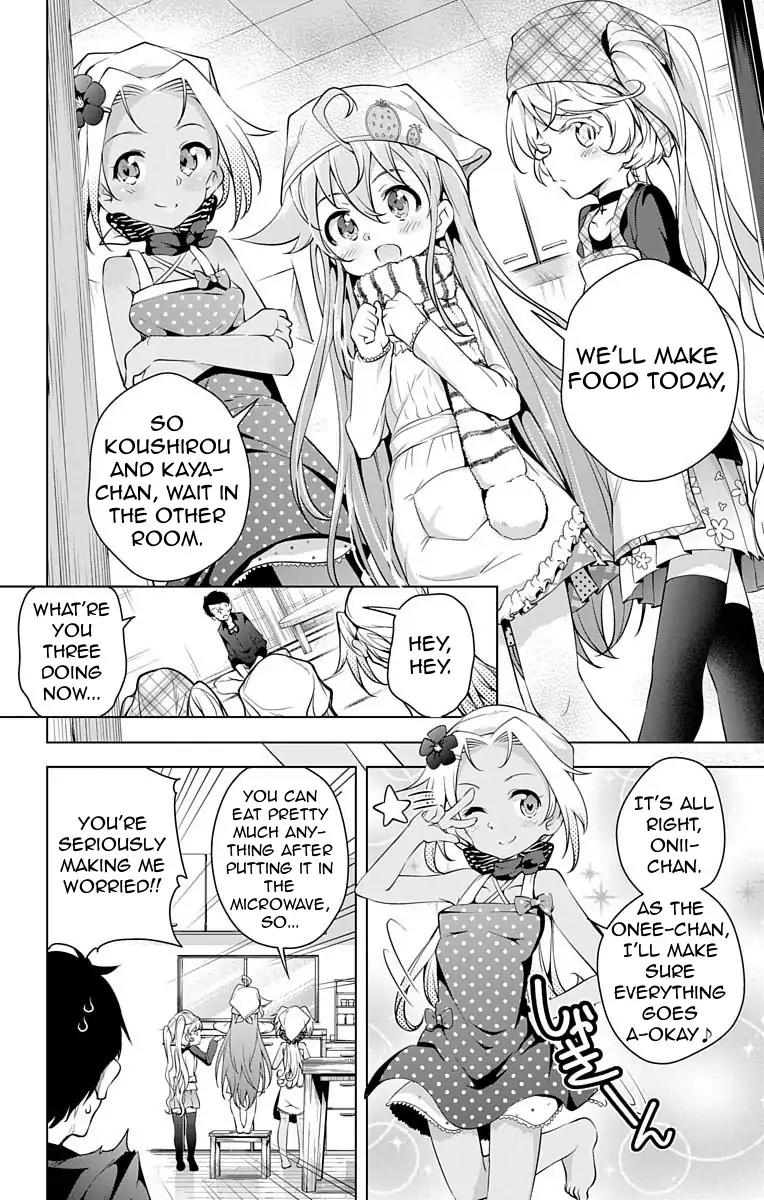 WE'LL MAKE
FOOD TODAY,
SO
KOUSHIROU
AND KAYA-
CHAN, WAIT IN
THE OTHER
ROOM.
HEY,
HEY.
WHAT'RE
YOU
THREE
DOING
NOW...
IT'S ALL
RIGHT,
ONII-
CHAN.
AS THE
ONEE-CHAN,
I'LL MAKE
SURE
EVERYTHING
GOES
A-OKAY♪
じゃきーん
YOU CAN
EAT PRETTY
MUCH ANY-
THING AFTER
PUTTING IT IN
THE
MICROWAVE,
SO...
YOU'RE
SERIOUSLY
MAKING ME
WORRIED!!